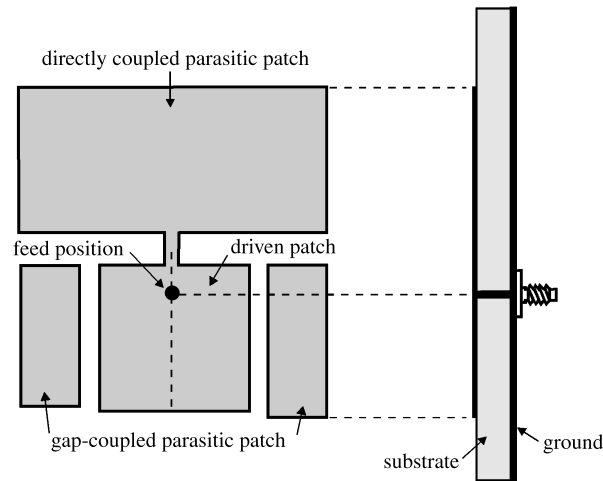 directly coupled parasitic patch
feed position
driven patch
gap-coupled parasitic patch
substrate
ground